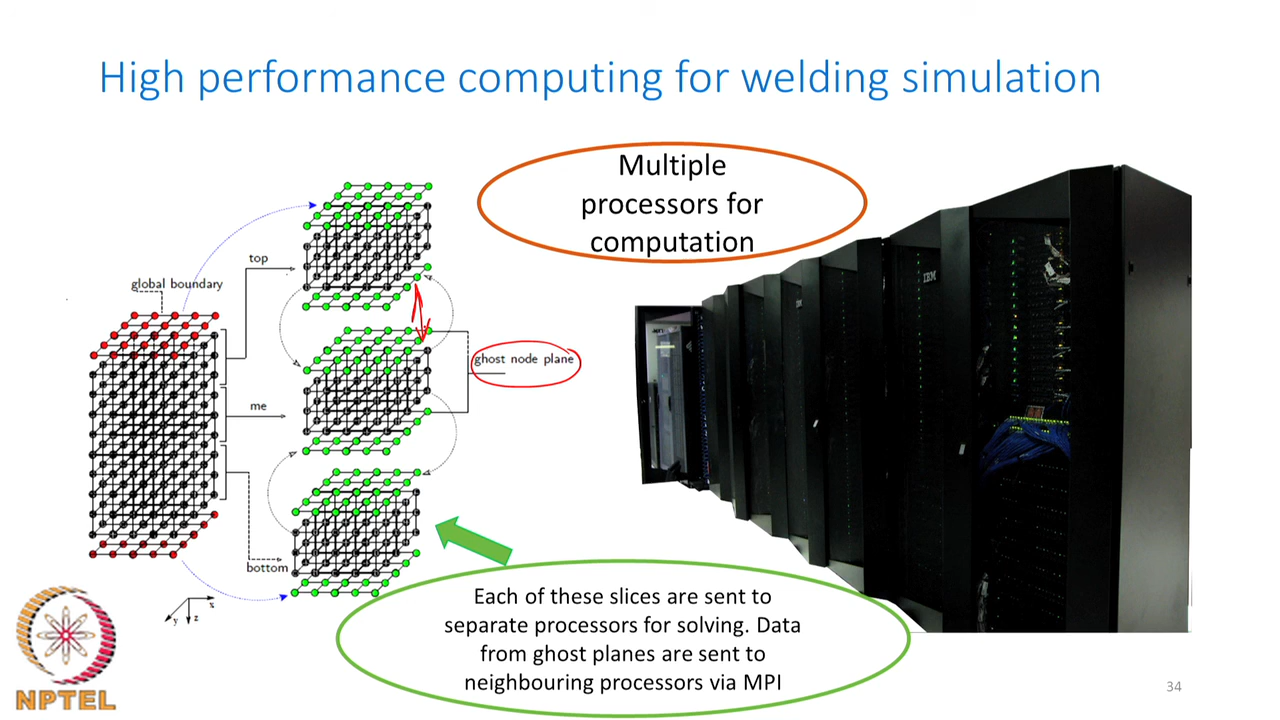 High performance computing for welding simulation
Multiple
processors for
computation
top
global boundary
ghost node plane
me
bottom
x
y
z
IBM
Each of these slices are sent to
separate processors for solving. Data
from ghost planes are sent to
neighbouring processors via MPI
NPTEL
34